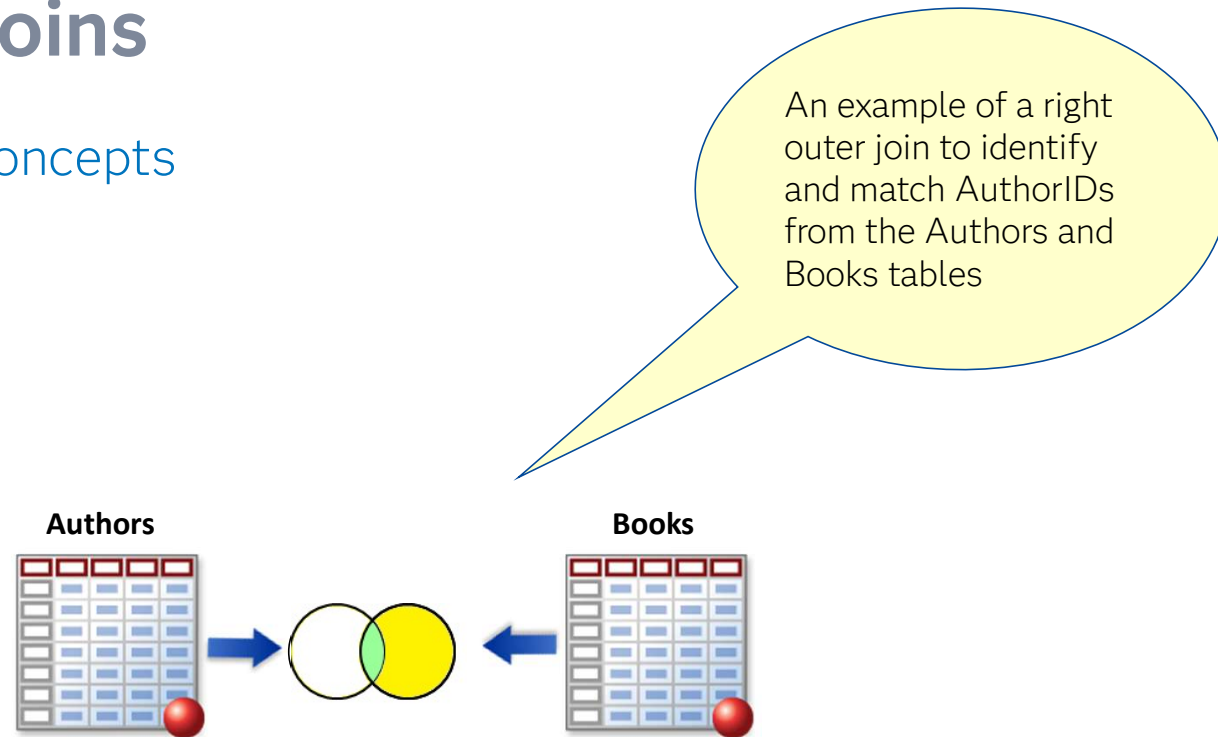 oins
oncepts
An example of a right
outer join to identify
and match AuthorIDs
from the Authors and
Books tables
Authors
Books